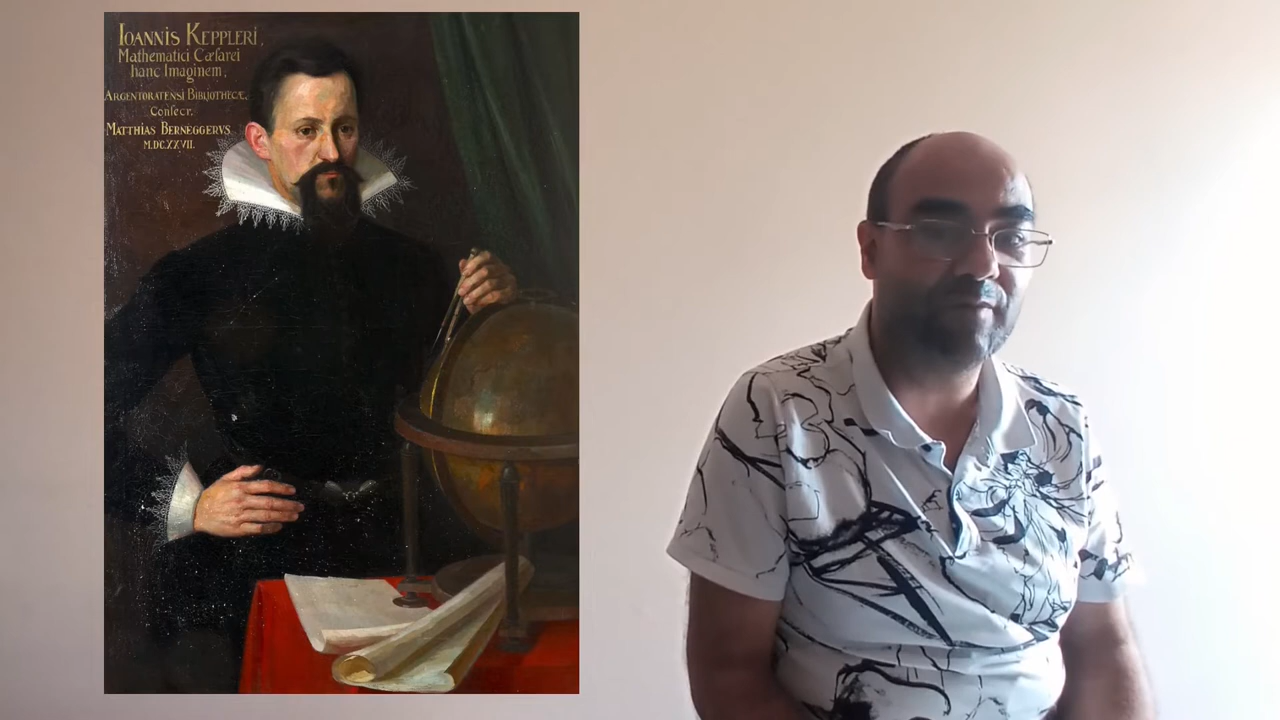 IOANNIS KEPPLERI,
Mathematici Cæsarei
hanc Imaginem,
ARGENTORATENSI BIBLIOTHECÆ
Consecr.
MATTHIAS BERNEGGERVS
M.DC.XXVII.